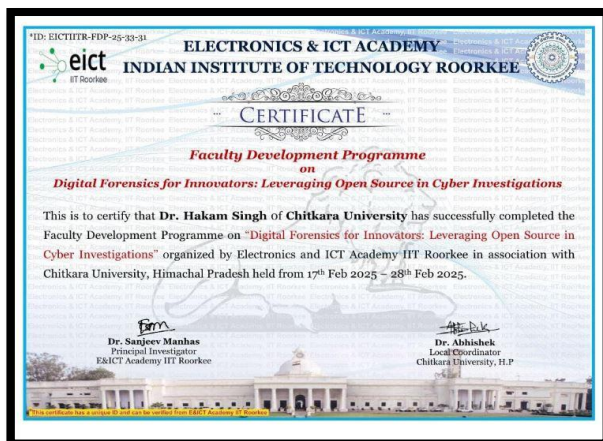 *ID: EICTIITR-FDP-25-33-31
eict
IIT Roorkee
ELECTRONICS & ICT ACADEMY
INDIAN INSTITUTE OF TECHNOLOGY ROORKEE
CERTIFICATE
Faculty Development Programme
on
Digital Forensics for Innovators: Leveraging Open Source in Cyber Investigations
This is to certify that Dr. Hakam Singh of Chitkara University has successfully completed the
Faculty Development Programme on “Digital Forensics for Innovators: Leveraging Open Source in
Cyber Investigations” organized by Electronics and ICT Academy IIT Roorkee in association with
Chitkara University, Himachal Pradesh held from 17th Feb 2025 – 28th Feb 2025.
Dr. Sanjeev Manhas
Principal Investigator
E&ICT Academy IIT Roorkee
Dr. Abhishek
Local Coordinator
Chitkara University, H.P
*This certificate has a unique ID and can be verified from E&ICT Academy IIT Roorkee